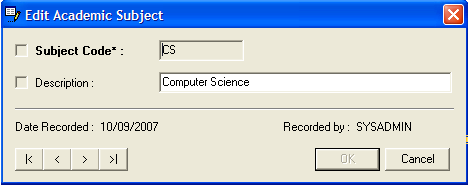 Edit Academic Subject
Subject Code* : CS
Description : Computer Science
Date Recorded : 10/09/2007 Recorded by : SYSADMIN
|< < > >| OK Cancel